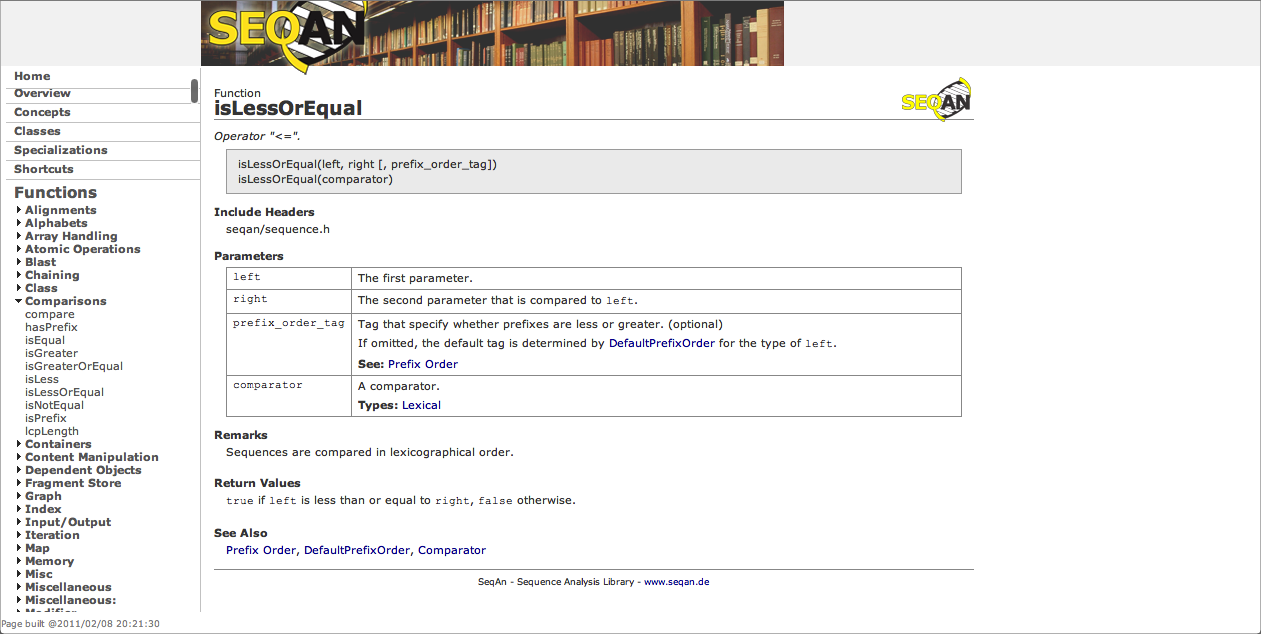 SEQAN
Home
Overview
Concepts
Classes
Specializations
Shortcuts
Functions
Alignments
Alphabets
Array Handling
Atomic Operations
Blast
Chaining
Class
Comparisons
compare
hasPrefix
isEqual
isGreater
isGreaterOrEqual
isLess
isLessOrEqual
isNotEqual
isPrefix
lcpLength
Containers
Content Manipulation
Dependent Objects
Fragment Store
Graph
Index
Input/Output
Iteration
Map
Memory
Misc
Miscellaneous
Miscellaneous:
Modifier
Page built @2011/02/08 20:21:30
Function
isLessOrEqual
SEQAN
Operator "<=".
isLessOrEqual(left, right [, prefix_order_tag])
isLessOrEqual(comparator)
Include Headers
seqan/sequence.h
Parameters
left The first parameter.
right The second parameter that is compared to left.
prefix_order_tag Tag that specify whether prefixes are less or greater. (optional)
If omitted, the default tag is determined by DefaultPrefixOrder for the type of left.
See: Prefix Order
comparator A comparator.
Types: Lexical
Remarks
Sequences are compared in lexicographical order.
Return Values
true if left is less than or equal to right, false otherwise.
See Also
Prefix Order, DefaultPrefixOrder, Comparator
SeqAn - Sequence Analysis Library - www.seqan.de